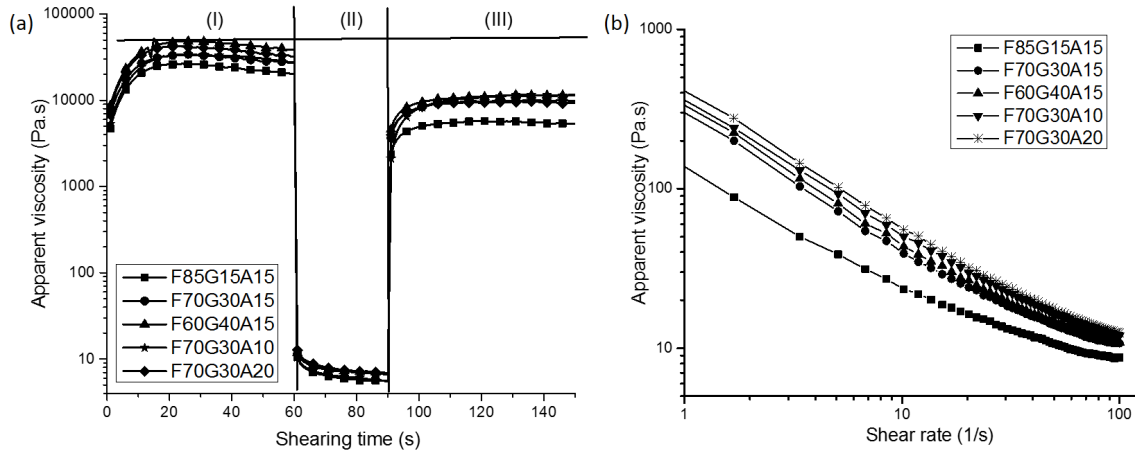 (a)
(I) (II) (III)
100000
10000
1000
100
10
0 20 40 60 80 100 120 140
Apparent viscosity (Pa.s)
Shearing time (s)
F85G15A15
F70G30A15
F60G40A15
F70G30A10
F70G30A20
(b)
1000
100
10
1 10 100
Apparent viscosity (Pa.s)
Shear rate (1/s)
F85G15A15
F70G30A15
F60G40A15
F70G30A10
F70G30A20